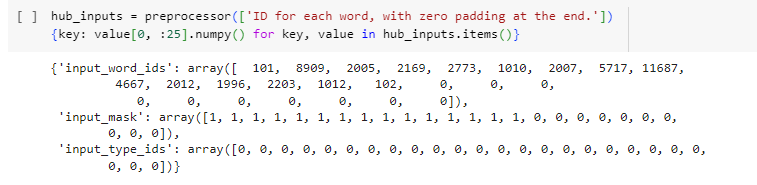 [ ] hub_inputs = preprocessor(['ID for each word, with zero padding at the end.'])
{key: value[0, :25].numpy() for key, value in hub_inputs.items()}
{'input_word_ids': array([ 101, 8909, 2005, 2169, 2773, 1010, 2007, 5717, 11687,
4667, 2012, 1996, 2203, 1012, 102, 0, 0, 0,
0, 0, 0, 0, 0, 0, 0]),
'input_mask': array([1, 1, 1, 1, 1, 1, 1, 1, 1, 1, 1, 1, 1, 1, 1, 0, 0, 0, 0, 0, 0, 0,
0, 0, 0]),
'input_type_ids': array([0, 0, 0, 0, 0, 0, 0, 0, 0, 0, 0, 0, 0, 0, 0, 0, 0, 0, 0, 0, 0, 0,
0, 0, 0])}